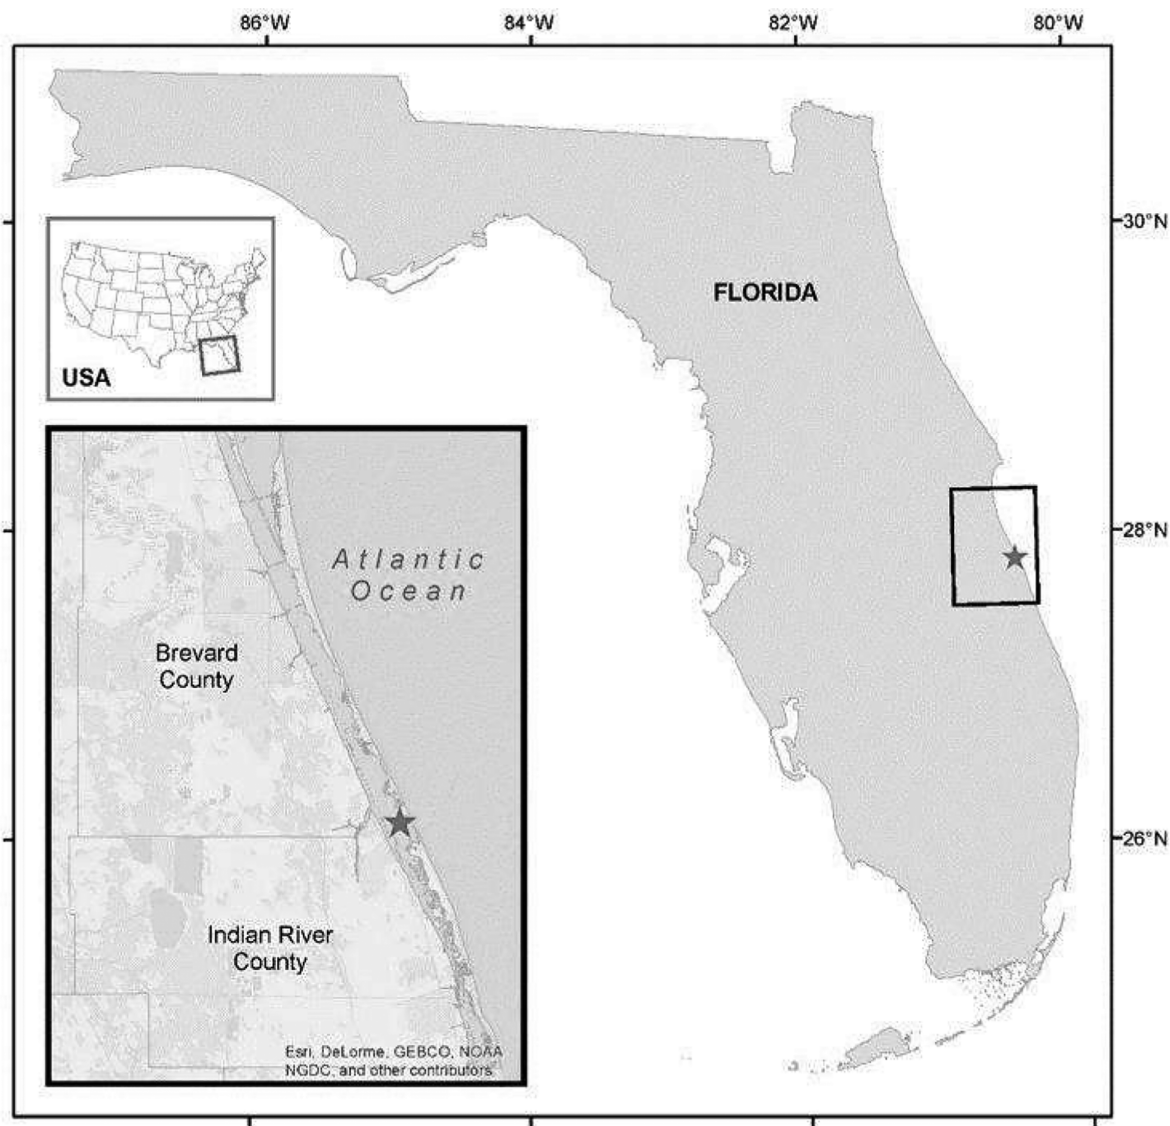 86°W 84°W 82°W 80°W
30°N
FLORIDA
USA
28°N
Atlantic
Ocean
Brevard
County
26°N
Indian River
County
Esri, DeLorme, GEBCO, NOAA
NGDC, and other contributors